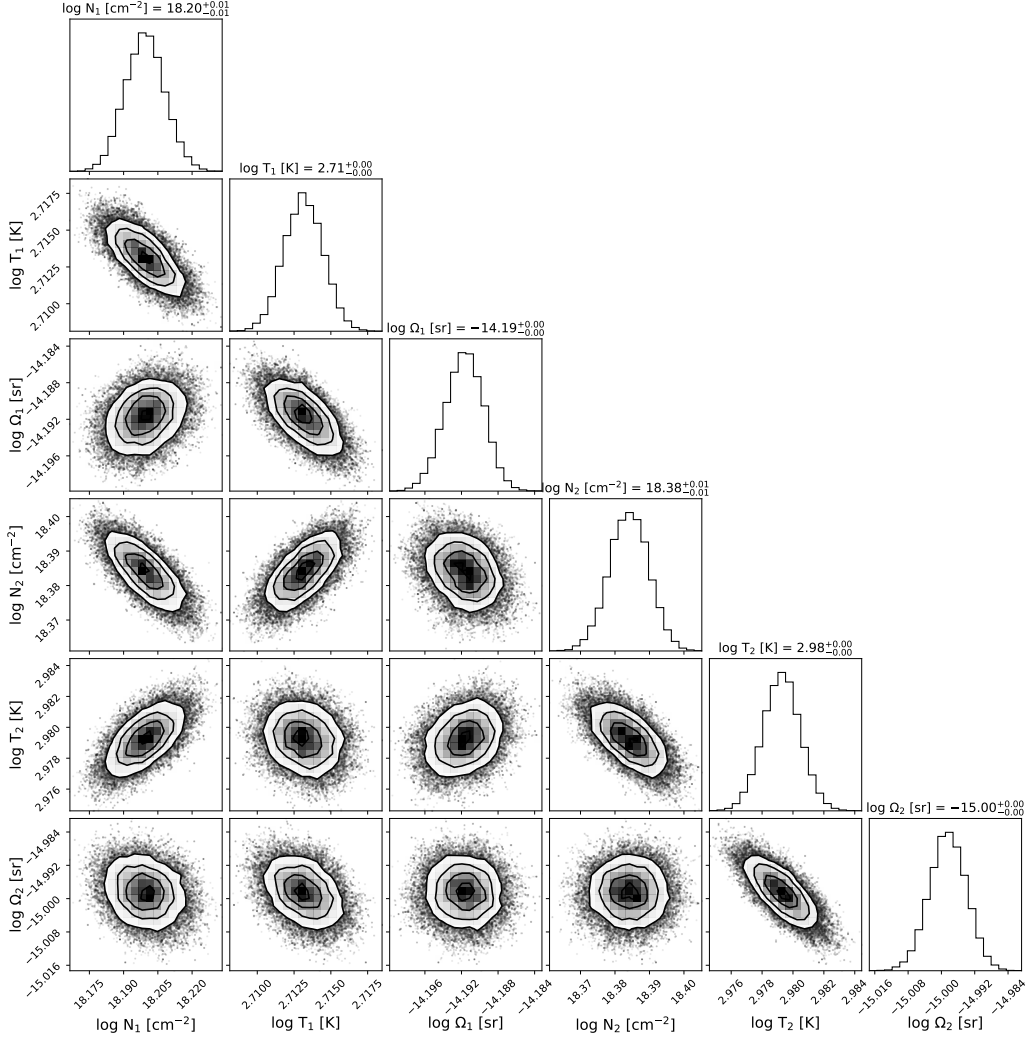 log N₁ [cm⁻²] = 18.20⁺⁰·⁰¹₋₀.₀₁
log T₁ [K] = 2.71⁺⁰·⁰⁰₋₀.₀₀
2.7175
2.7150
2.7125
2.7100
log T₁ [K]
log Ω₁ [sr] = −14.19⁺⁰·⁰⁰₋₀.₀₀
−14.184
−14.188
−14.192
−14.196
log Ω₁ [sr]
log N₂ [cm⁻²] = 18.38⁺⁰·⁰¹₋₀.₀₁
18.40
18.39
18.38
18.37
log N₂ [cm⁻²]
log T₂ [K] = 2.98⁺⁰·⁰⁰₋₀.₀₀
2.984
2.982
2.980
2.978
2.976
log T₂ [K]
log Ω₂ [sr] = −15.00⁺⁰·⁰⁰₋₀.₀₀
−14.984
−14.992
−15.000
−15.008
−15.016
log Ω₂ [sr]
18.175 18.190 18.205 18.220 2.7100 2.7125 2.7150 2.7175 −14.196 −14.192 −14.188 −14.184 18.37 18.38 18.39 18.40 2.976 2.978 2.980 2.982 2.984 −15.016 −15.008 −15.000 −14.992 −14.984
log N₁ [cm⁻²] log T₁ [K] log Ω₁ [sr] log N₂ [cm⁻²] log T₂ [K] log Ω₂ [sr]